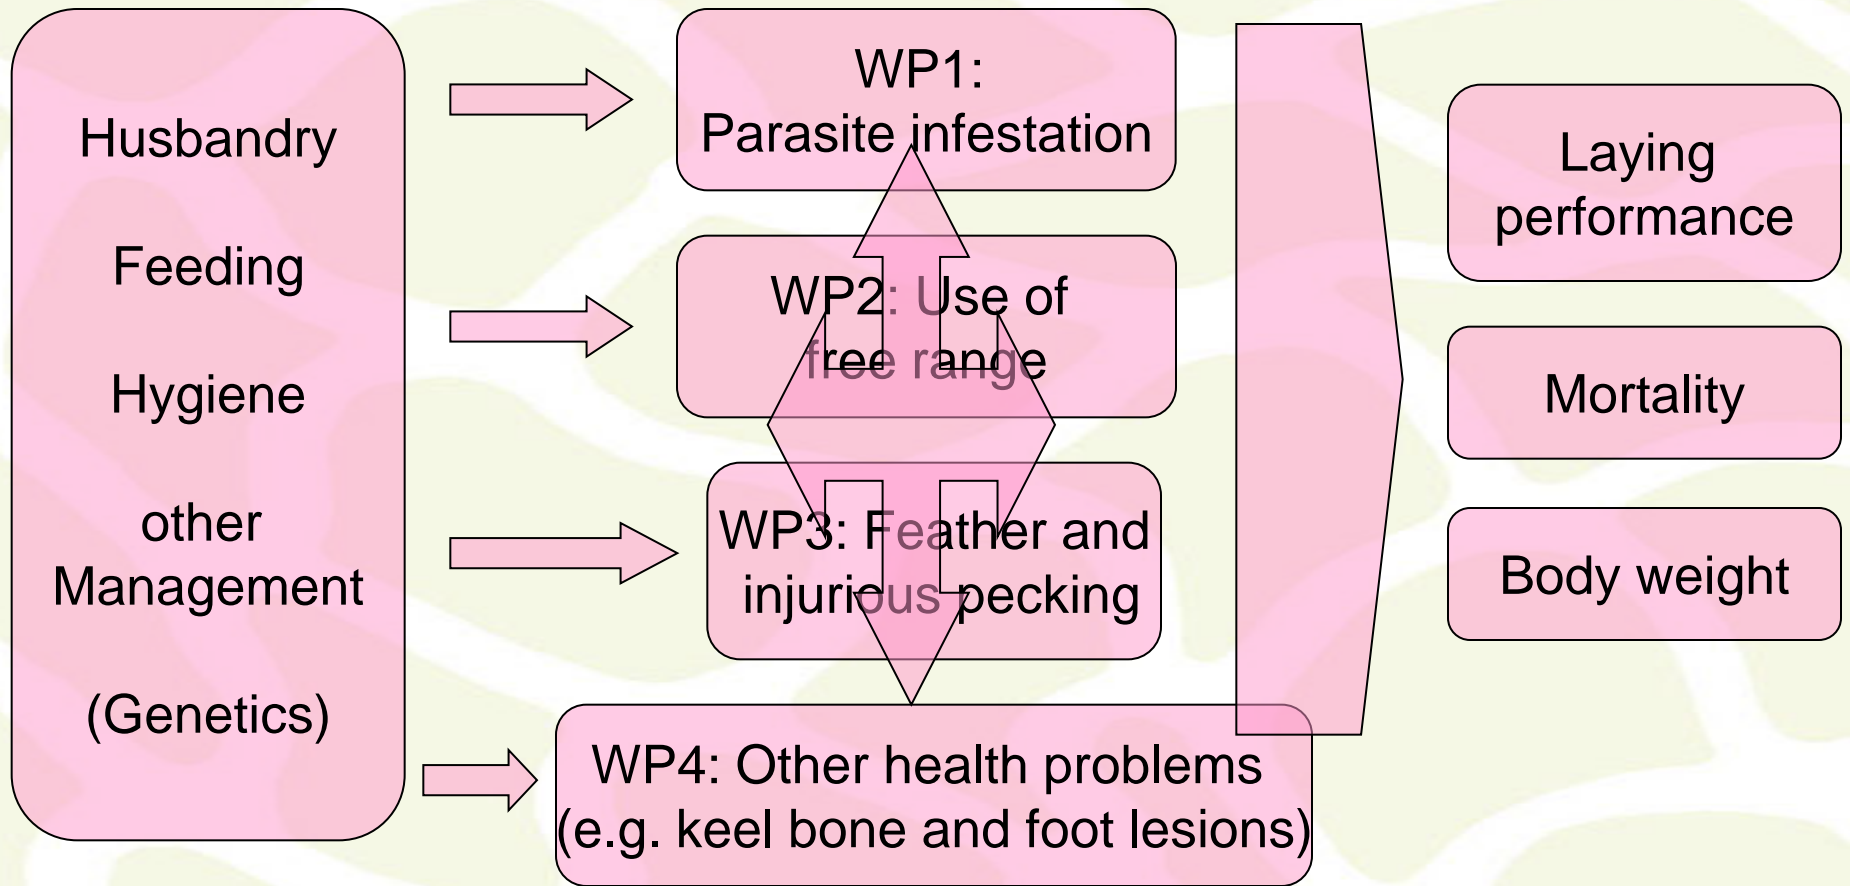 Husbandry
Feeding
Hygiene
other
Management
(Genetics)
WP1:
Parasite infestation
WP2: Use of
free range
WP3: Feather and
injurious pecking
WP4: Other health problems
(e.g. keel bone and foot lesions)
Laying
performance
Mortality
Body weight